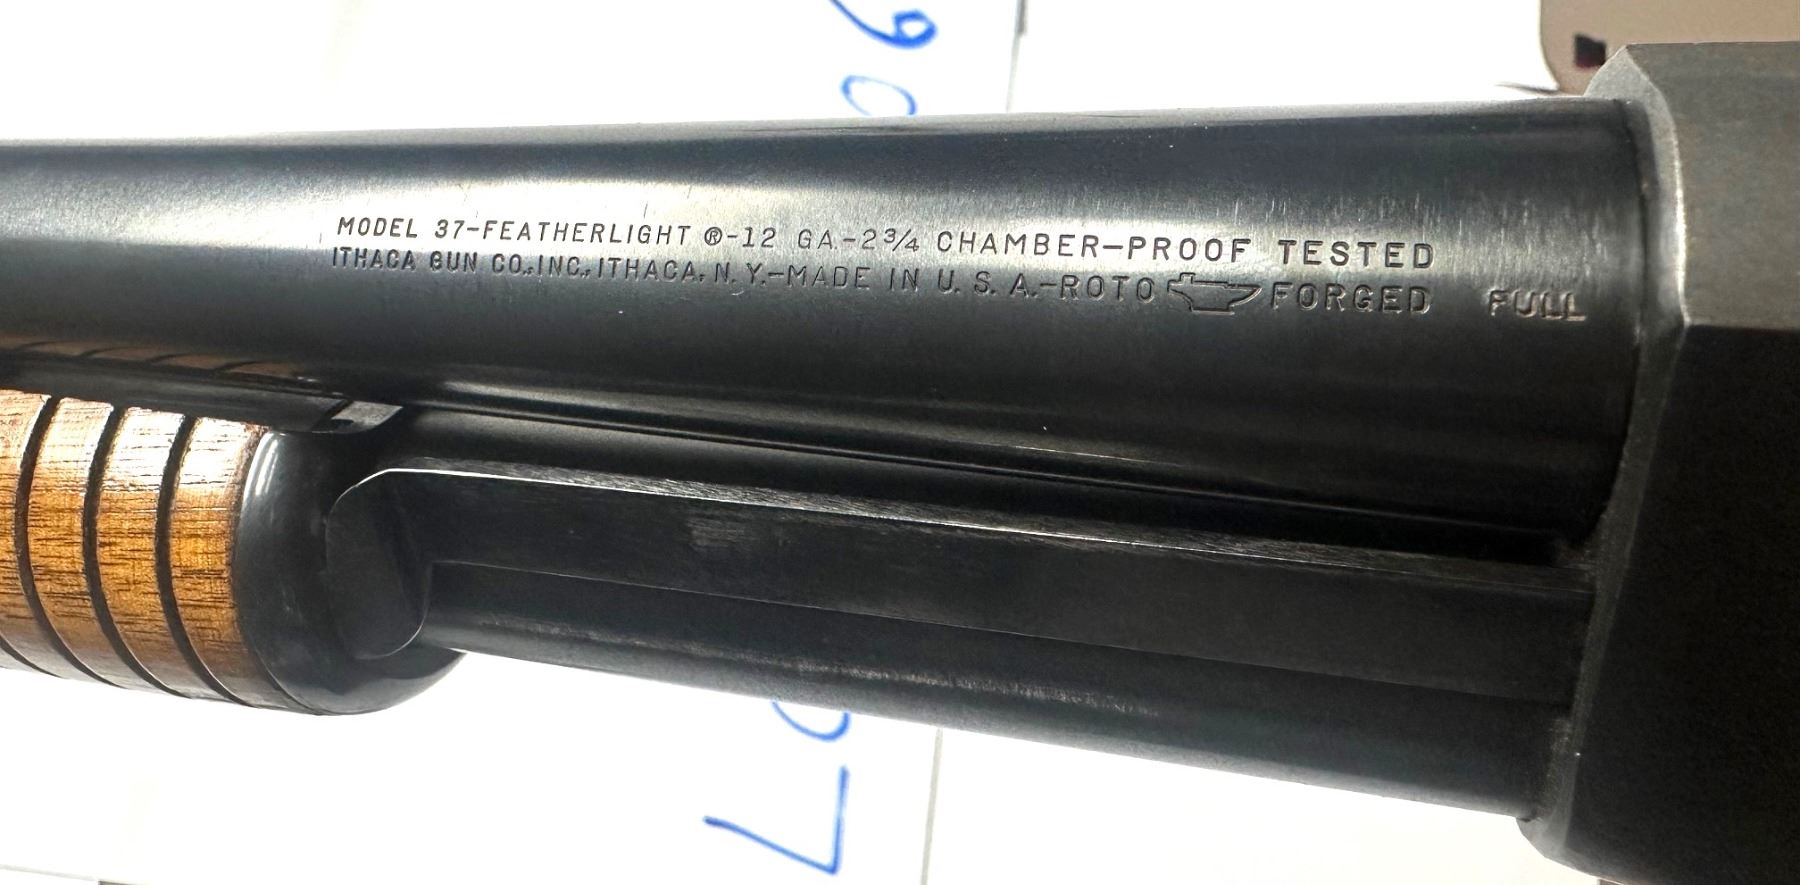 MODEL 37-FEATHERLIGHT ®-12 GA.-2¾ CHAMBER-PROOF TESTED
ITHACA GUN CO., INC., ITHACA, N. Y.-MADE IN U. S. A.-ROTO FORGED FULL